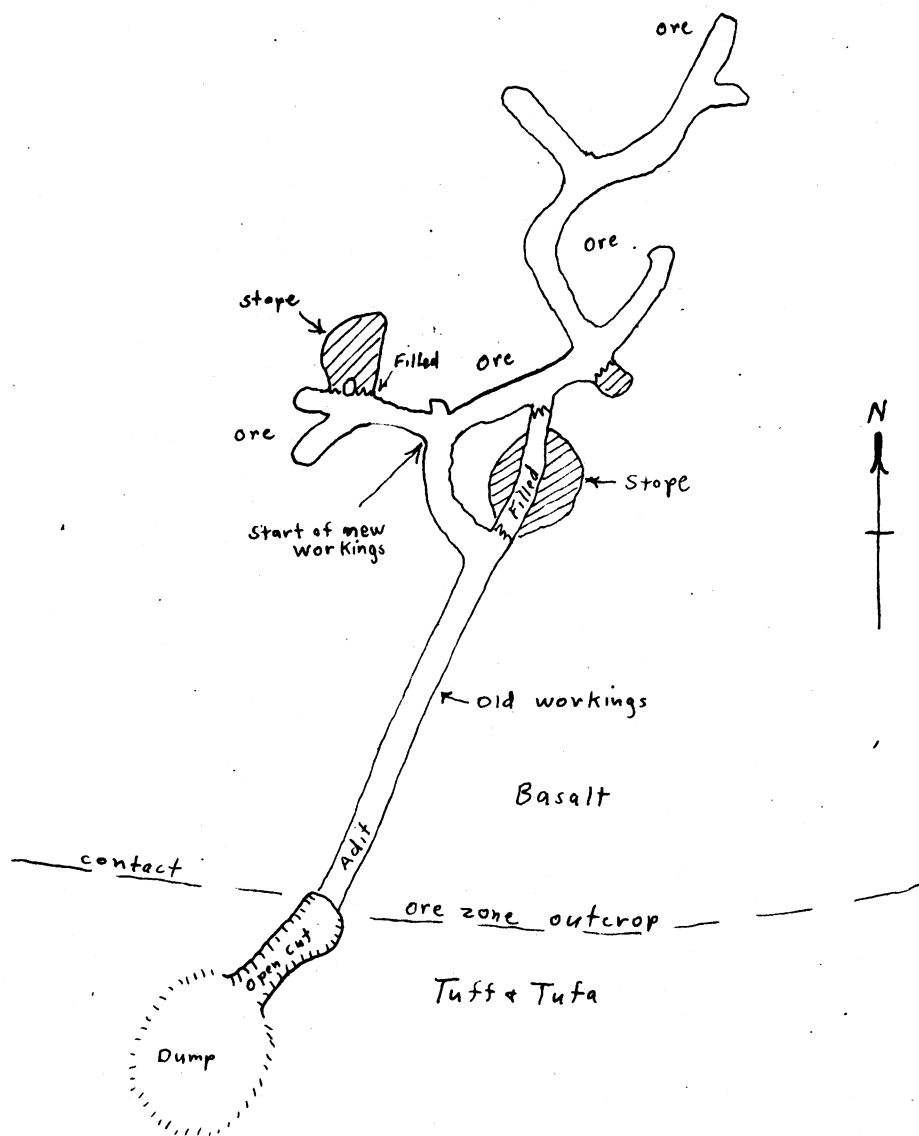 ore
ore
Stope
Filled
ore
ore
N
Filled
Stope
Start of new
workings
Old workings
Basalt
Adit
contact
ore zone outcrop
Open cut
Tuff & Tufa
Dump